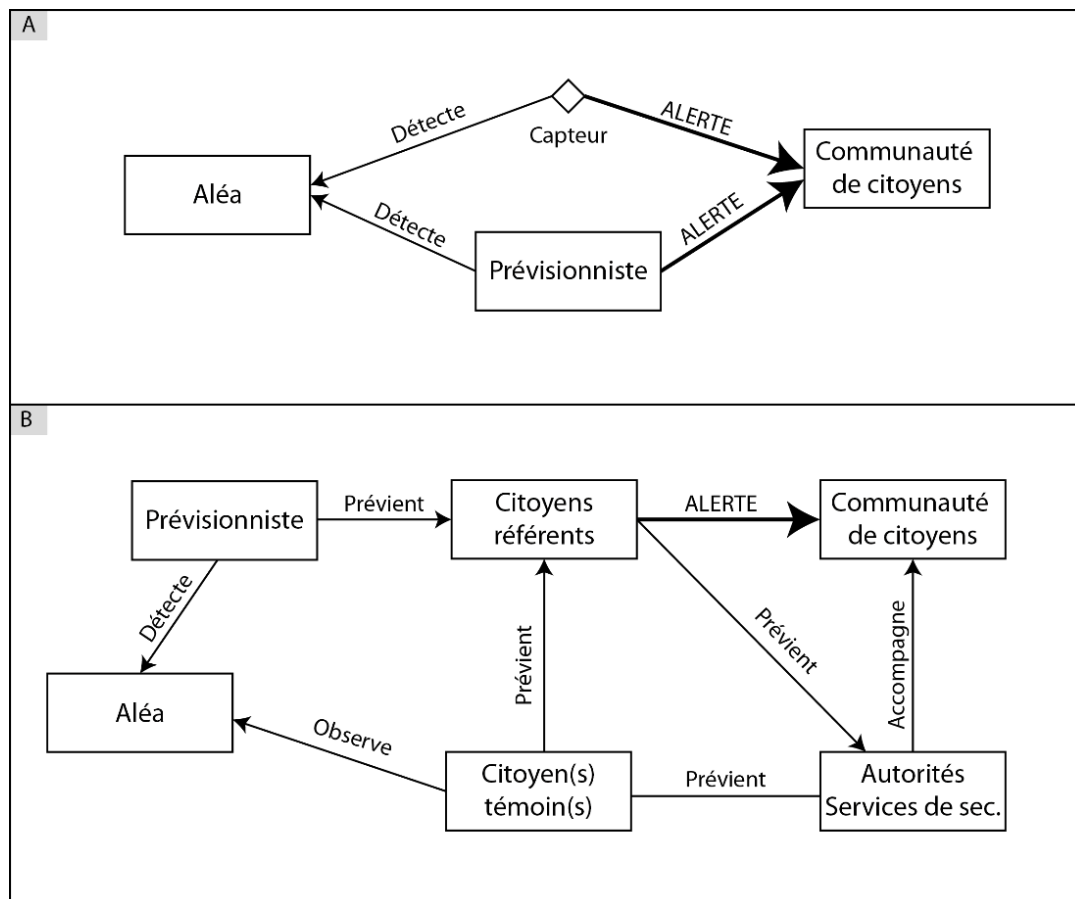 A
Détecte
ALERTE
Capteur
Communauté
de citoyens
Aléa
Détecte
ALERTE
Prévisionniste
B
Prévisionniste
Prévient
Citoyens
référents
ALERTE
Communauté
de citoyens
Détecte
Prévient
Prévient
Accompagne
Aléa
Observe
Citoyen(s)
témoin(s)
Prévient
Autorités
Services de sec.